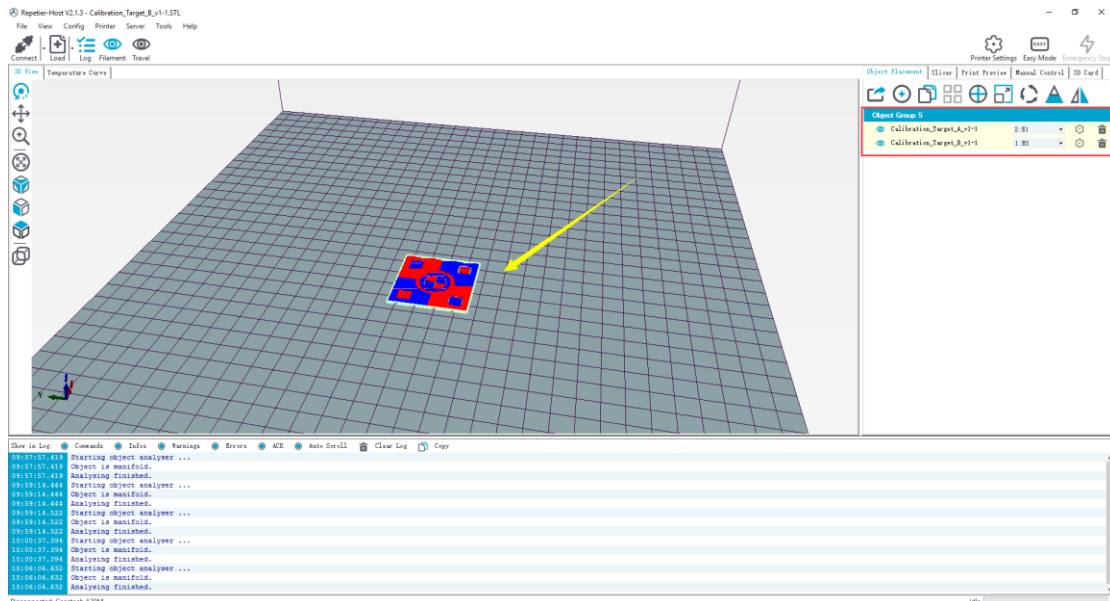 Repetier-Host V2.1.3 - Calibration_Target_B_v1-1.STL
File View Config Printer Server Tools Help
Connect Load Log Filament Travel Printer Settings Easy Mode Emergency Stop
EASY
3D View Temperature Curve Object Placement Slicer Print Preview Manual Control SD Card
Object Group 5
Calibration_Target_A_v1-1 2:E1
Calibration_Target_B_v1-1 1:E0
Y
Show in Log: Commands Infos Warnings Errors ACK Auto Scroll Clear Log Copy
09:57:57.419 Starting object analyser ...
09:57:57.419 Object is manifold.
09:57:57.419 Analysing finished.
09:59:14.444 Starting object analyser ...
09:59:14.444 Object is manifold.
09:59:14.444 Analysing finished.
09:59:14.522 Starting object analyser ...
09:59:14.522 Object is manifold.
09:59:14.522 Analysing finished.
10:00:37.394 Starting object analyser ...
10:00:37.394 Object is manifold.
10:00:37.394 Analysing finished.
10:06:06.632 Starting object analyser ...
10:06:06.632 Object is manifold.
10:06:06.632 Analysing finished.
Idle